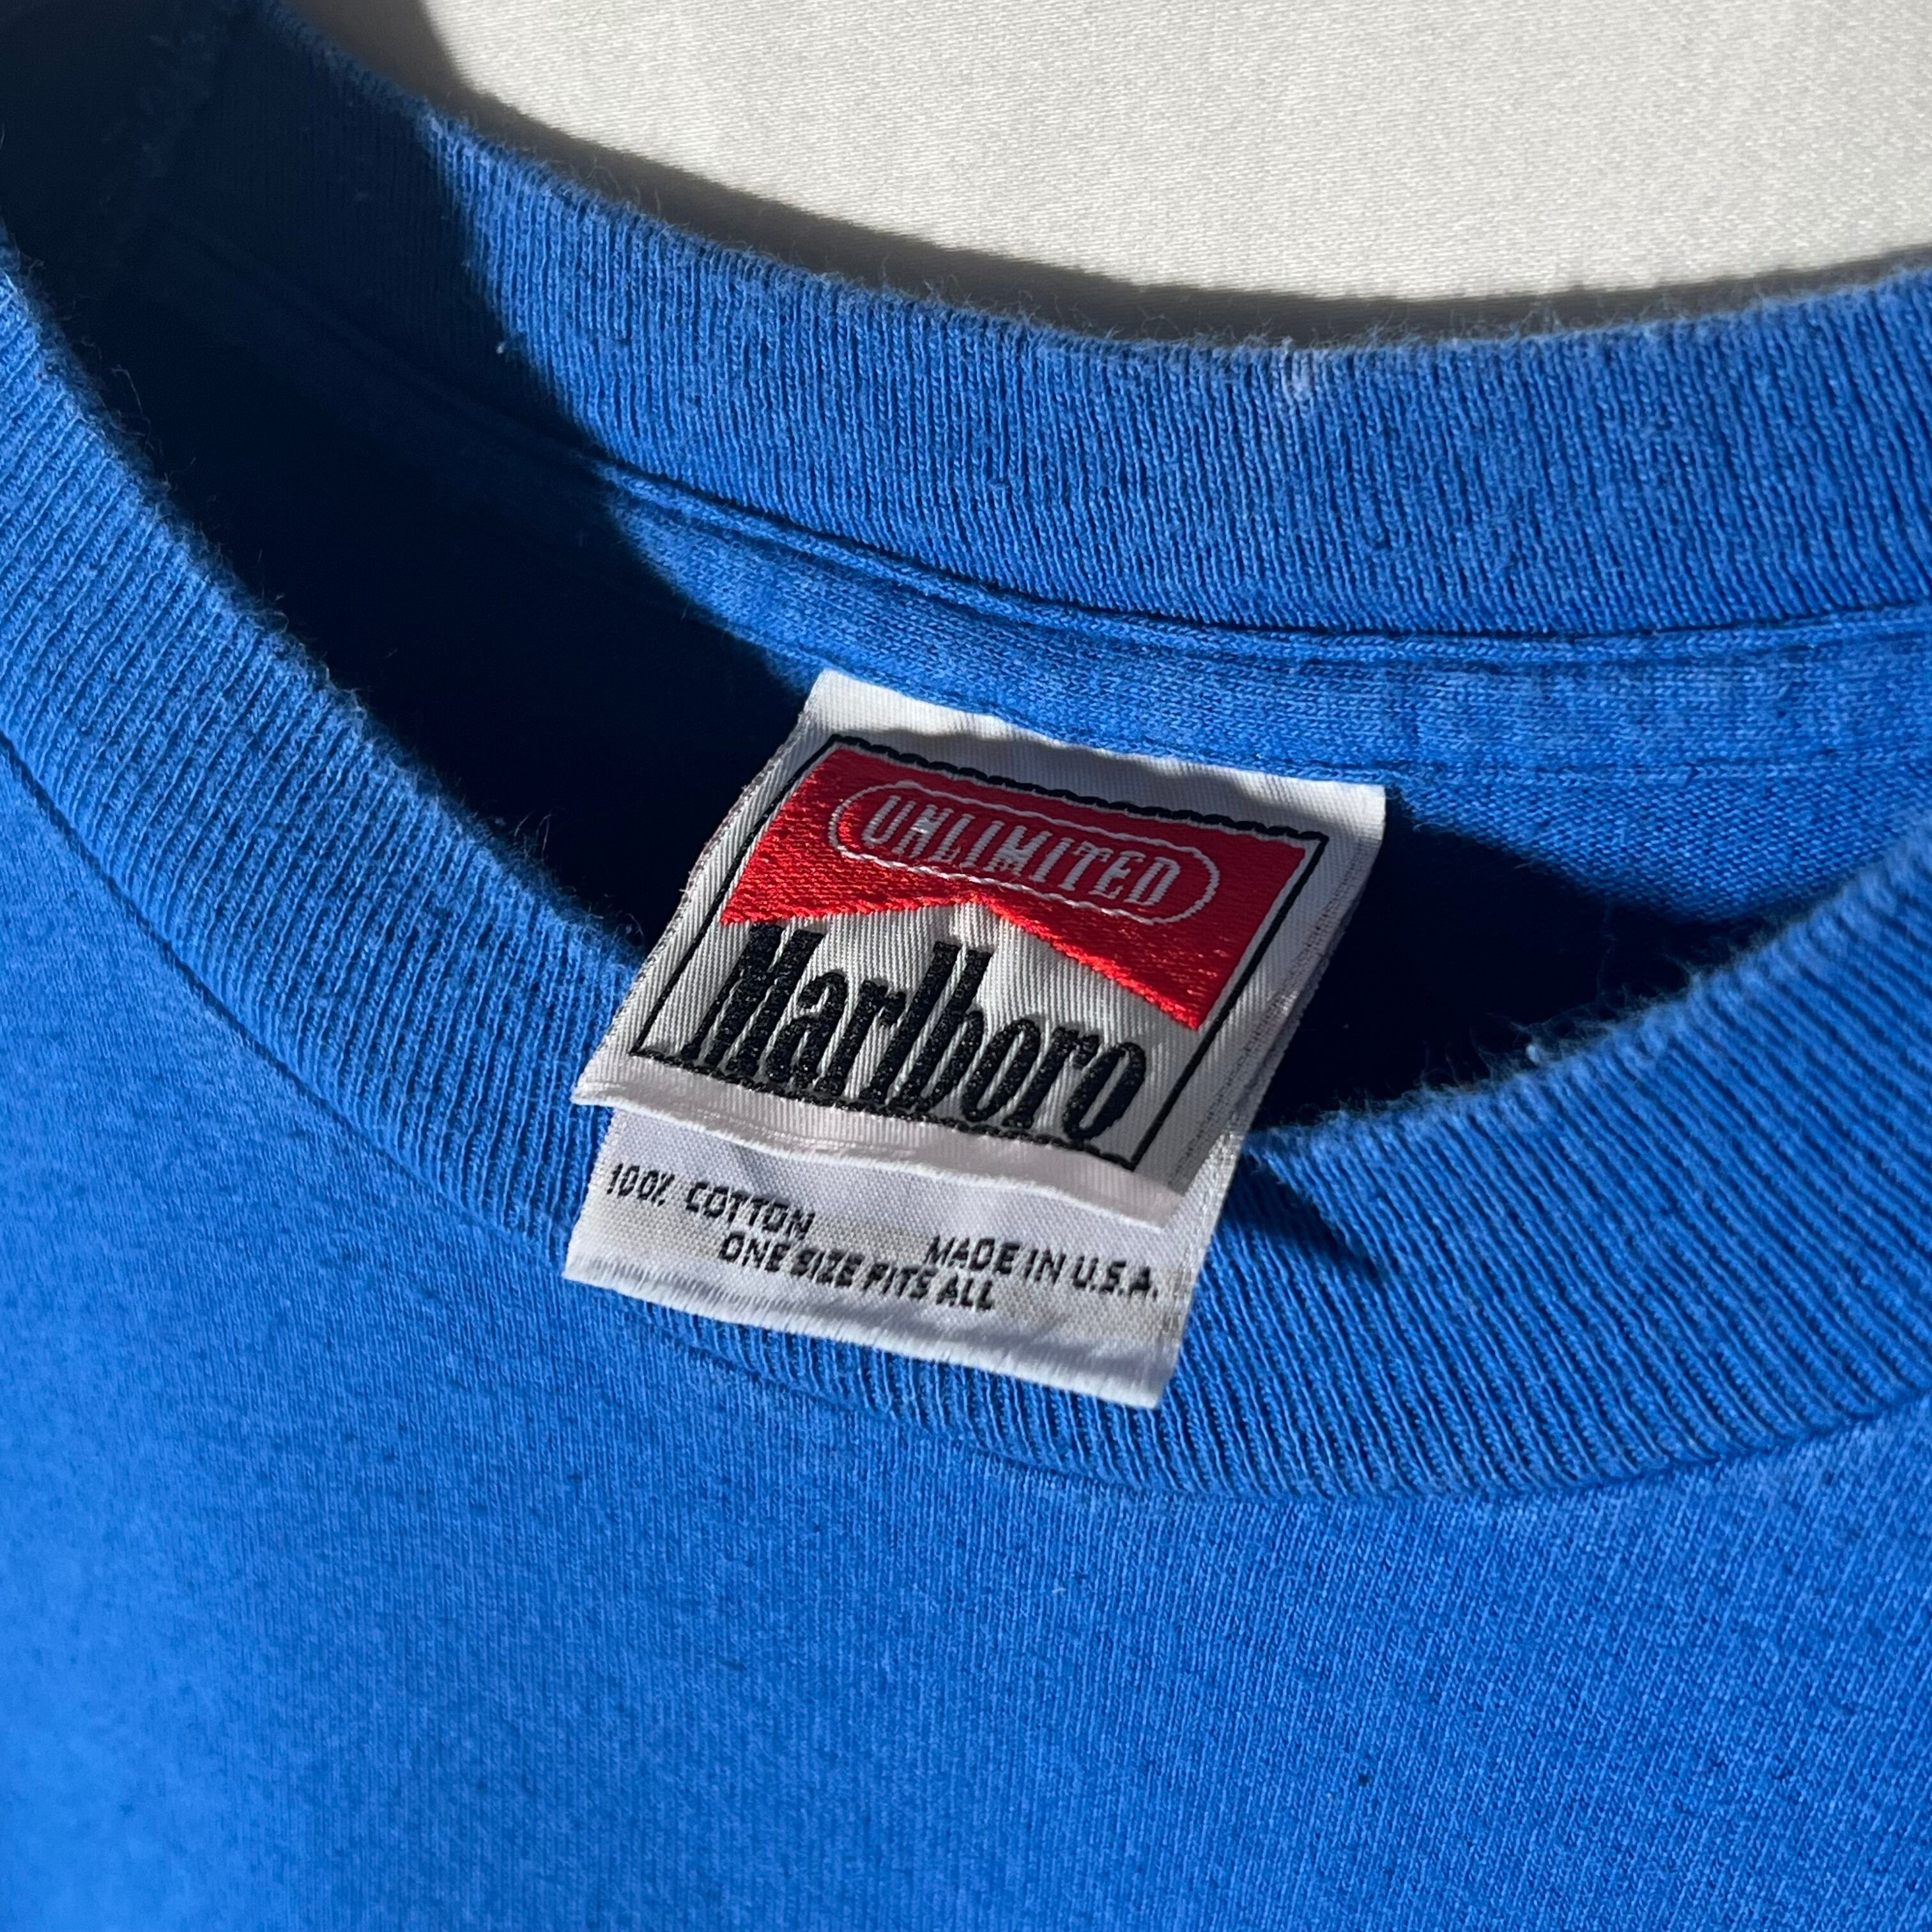 UNLIMITED
Marlboro
100% COTTON MADE IN U.S.A.
ONE SIZE FITS ALL